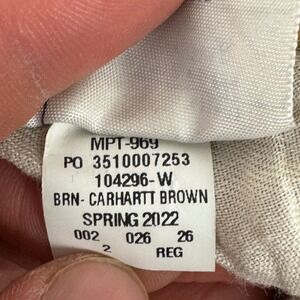 MPT-969
PO 3510007253
104296-W
BRN- CARHARTT BROWN
SPRING 2022
002 026 26
2 REG